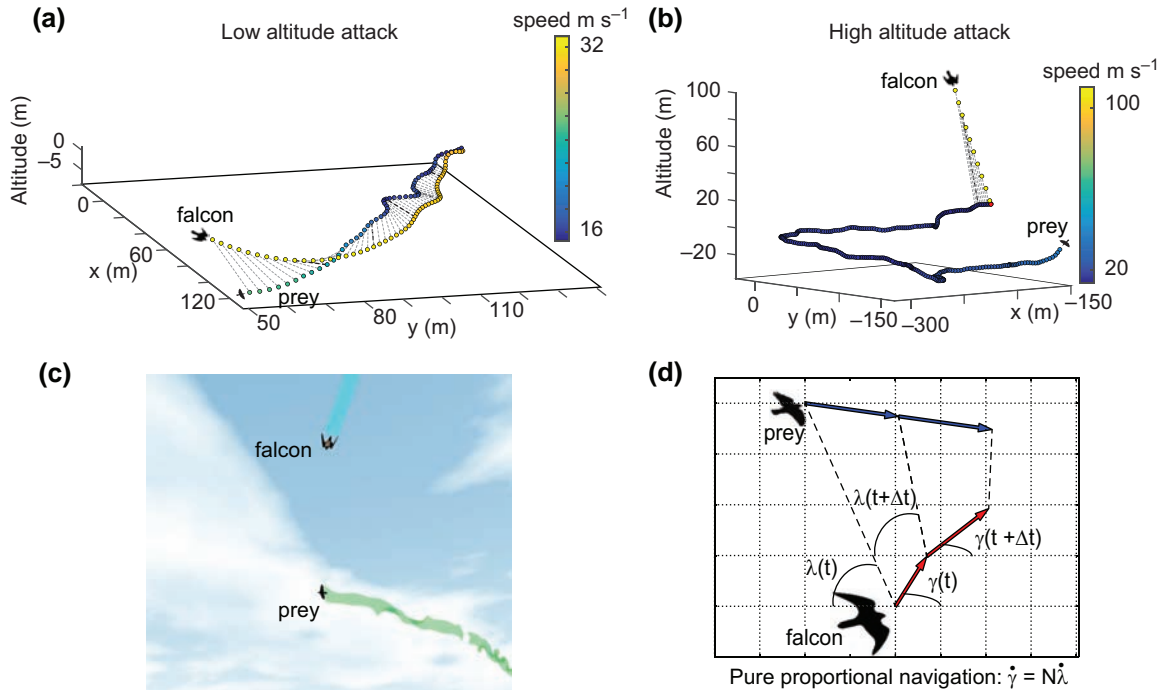 (a)
Low altitude attack
speed m s⁻¹
32
16
Altitude (m)
0
–5
falcon
prey
0
60
120
x (m)
50
80
110
y (m)
(b)
High altitude attack
speed m s⁻¹
100
20
falcon
prey
Altitude (m)
100
60
20
–20
0
–150
y (m)
–300
–150
x (m)
(c)
falcon
prey
(d)
prey
λ(t+Δt)
γ(t +Δt)
λ(t)
γ(t)
falcon
Pure proportional navigation: γ̇ = Nλ̇